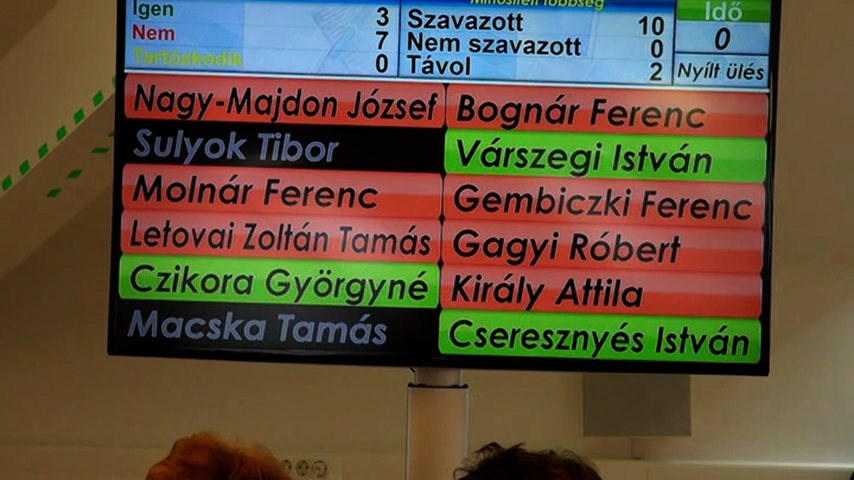 Minősített többség
Igen 3
Nem 7
Tartózkodik 0
Szavazott 10
Nem szavazott 0
Távol 2
Idő
0
Nyílt ülés
Nagy-Majdon József
Bognár Ferenc
Sulyok Tibor
Várszegi István
Molnár Ferenc
Gembiczki Ferenc
Letovai Zoltán Tamás
Gagyi Róbert
Czikora Györgyné
Király Attila
Macska Tamás
Cseresznyés István